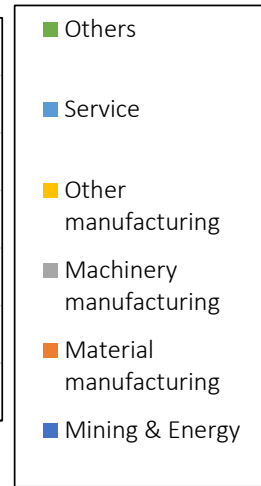 Others
Service
Other
manufacturing
Machinery
manufacturing
Material
manufacturing
Mining & Energy